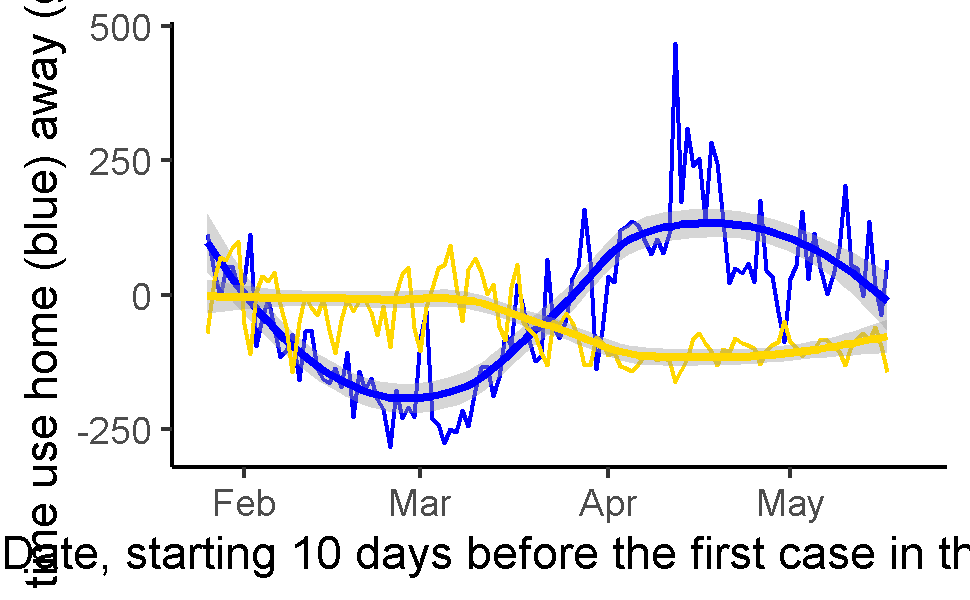 time use home (blue) away (
500
250
0
-250
Feb Mar Apr May
Date, starting 10 days before the first case in th